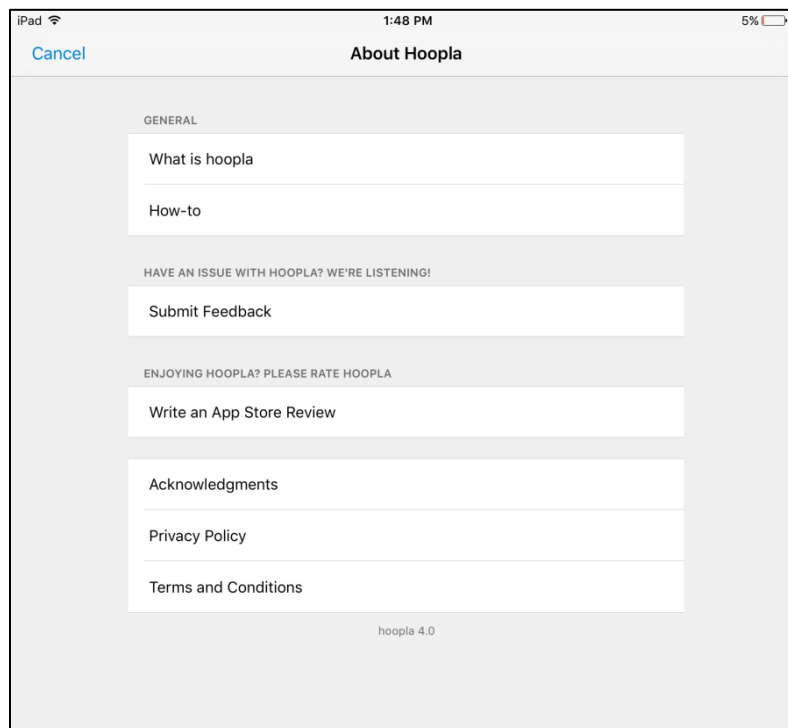 iPad 1:48 PM 5%
Cancel About Hoopla
GENERAL
What is hoopla
How-to
HAVE AN ISSUE WITH HOOPLA? WE'RE LISTENING!
Submit Feedback
ENJOYING HOOPLA? PLEASE RATE HOOPLA
Write an App Store Review
Acknowledgments
Privacy Policy
Terms and Conditions
hoopla 4.0